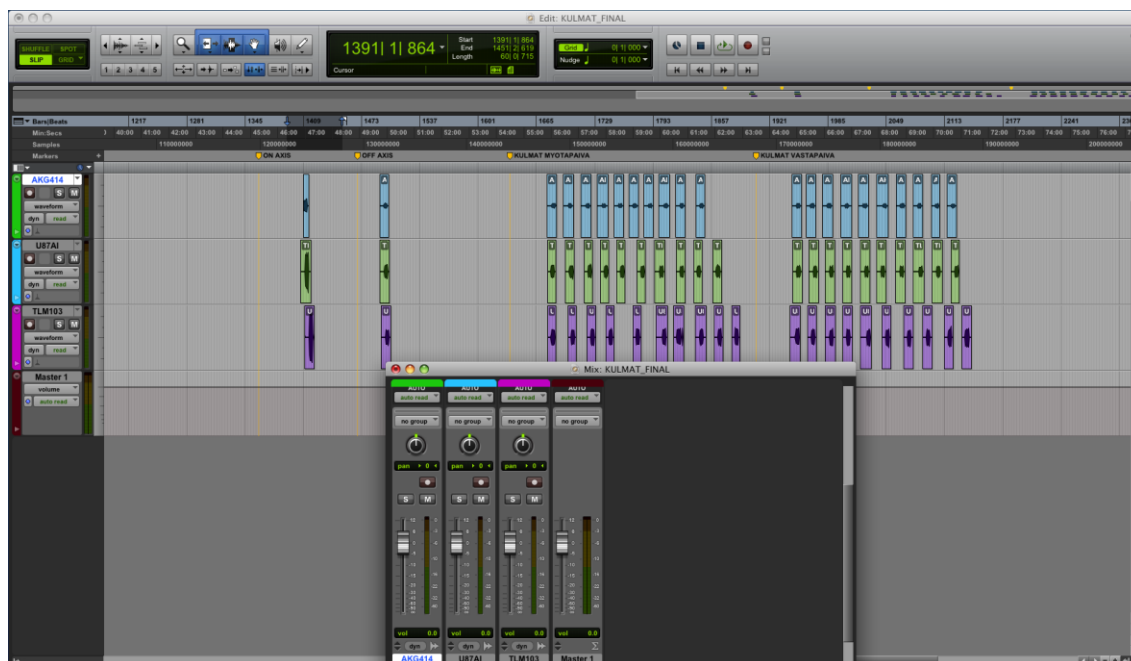 Edit: KULMAT_FINAL
SHUFFLE SPOT
SLIP GRID
1 2 3 4 5
1391| 1| 864
Start 1391| 1| 864
End 1451| 2| 619
Length 60| 0| 715
Cursor
Grid 0| 1| 000
Nudge 0| 1| 000
Bars|Beats 1217 1281 1345 1409 1473 1537 1601 1665 1729 1793 1857 1921 1985 2049 2113 2177 2241
Min:Secs 40:00 41:00 42:00 43:00 44:00 45:00 46:00 47:00 48:00 49:00 50:00 51:00 52:00 53:00 54:00 55:00 56:00 57:00 58:00 59:00 60:00 61:00 62:00 63:00 64:00 65:00 66:00 67:00 68:00 69:00 70:00 71:00 72:00 73:00 74:00 75:00 76:00
Samples 110000000 120000000 130000000 140000000 150000000 160000000 170000000 180000000 190000000 200000000
Markers + ON AXIS OFF AXIS KULMAT MYOTAPAIVA KULMAT VASTAPAIVA
AKG414
S M
waveform
dyn read
U87AI
S M
waveform
dyn read
TLM103
S M
waveform
dyn read
Master 1
volume
auto read
Mix: KULMAT_FINAL
AUTO AUTO AUTO AUTO
auto read auto read auto read auto read
no group no group no group no group
pan 0 pan 0 pan 0
S M S M S M
vol 0.0 vol 0.0 vol 0.0 vol 0.0
dyn dyn dyn
AKG414 U87AI TLM103 Master 1